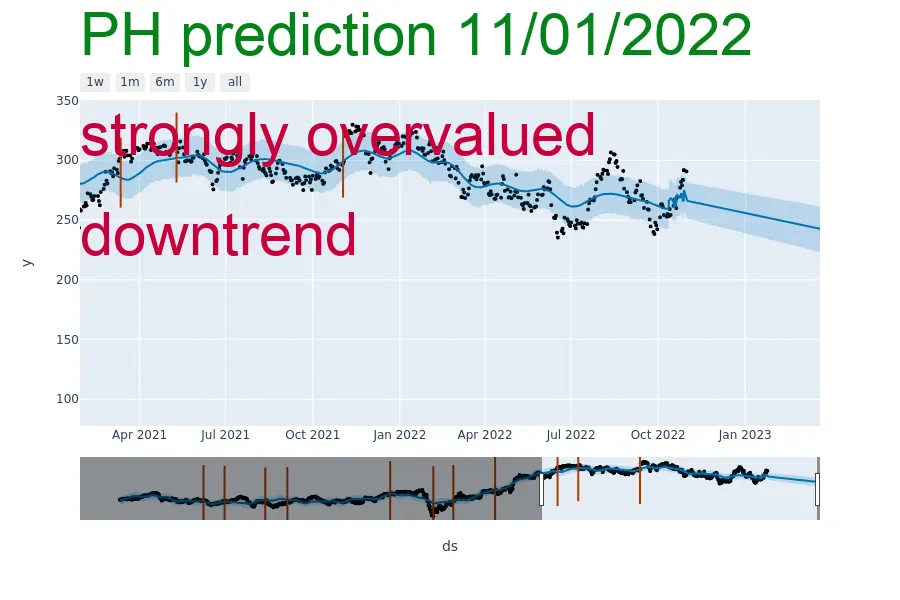 PH prediction 11/01/2022
1w 1m 6m 1y all
350
strongly overvalued
300
250
downtrend
y
200
150
100
Apr 2021 Jul 2021 Oct 2021 Jan 2022 Apr 2022 Jul 2022 Oct 2022 Jan 2023
ds